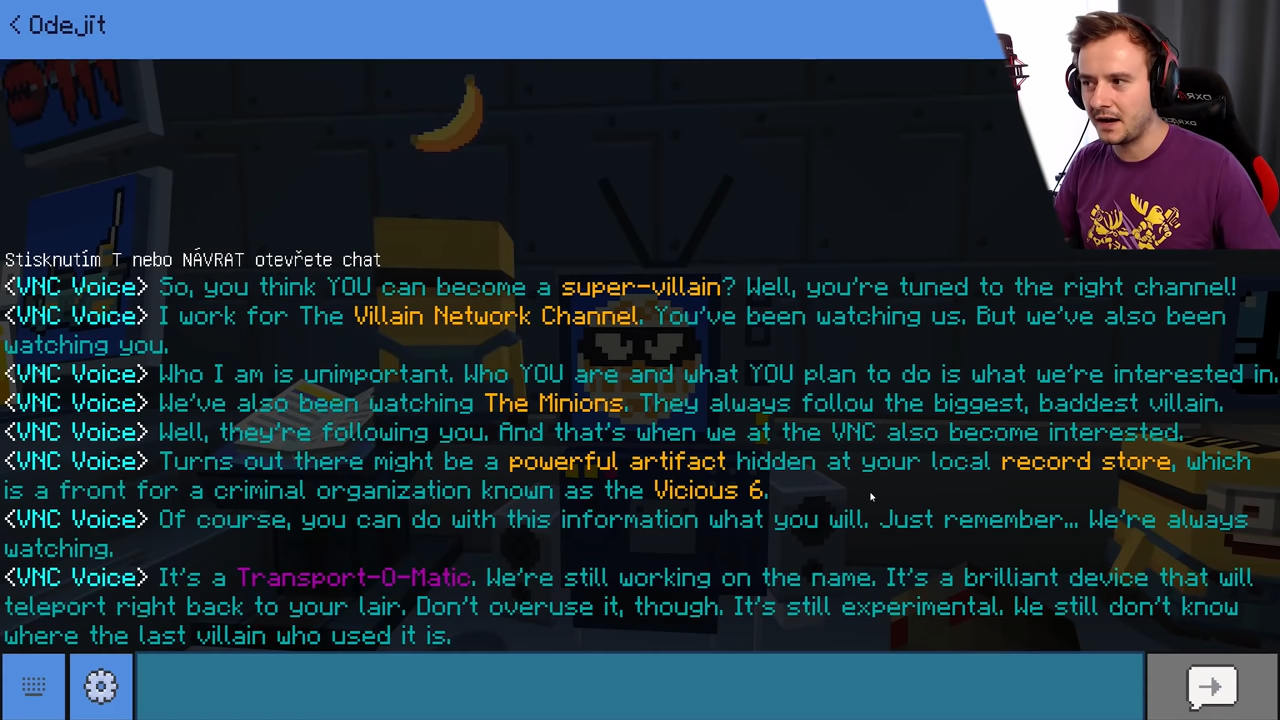 < Odejít
Stisknutím T nebo NÁVRAT otevřete chat
<VNC Voice> So, you think YOU can become a super-villain? Well, you're tuned to the right channel!
<VNC Voice> I work for The Villain Network Channel. You've been watching us. But we've also been
watching you.
<VNC Voice> Who I am is unimportant. Who YOU are and what YOU plan to do is what we're interested in.
<VNC Voice> We've also been watching The Minions. They always follow the biggest, baddest villain.
<VNC Voice> Well, they're following you. And that's when we at the VNC also become interested.
<VNC Voice> Turns out there might be a powerful artifact hidden at your local record store, which
is a front for a criminal organization known as the Vicious 6.
<VNC Voice> Of course, you can do with this information what you will. Just remember... We're always
watching.
<VNC Voice> It's a Transport-O-Matic. We're still working on the name. It's a brilliant device that will
teleport right back to your lair. Don't overuse it, though. It's still experimental. We still don't know
where the last villain who used it is.